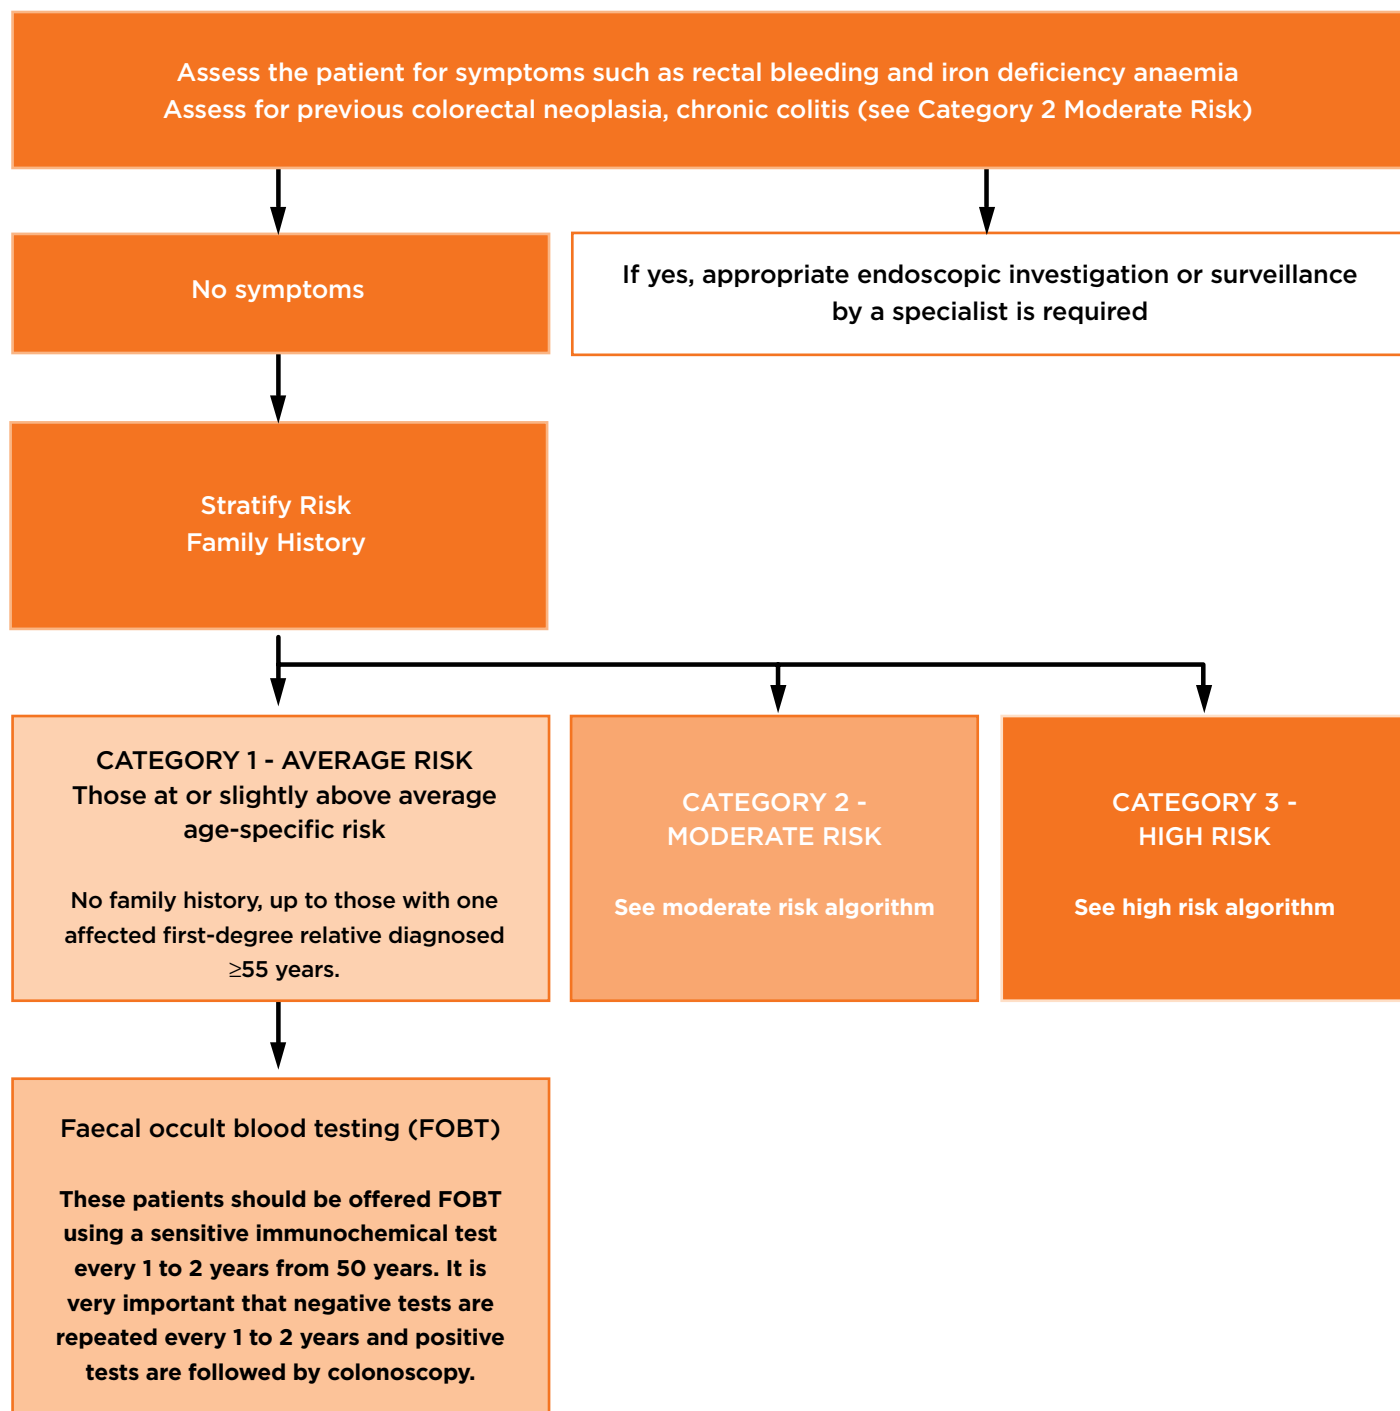 Assess the patient for symptoms such as rectal bleeding and iron deficiency anaemia
Assess for previous colorectal neoplasia, chronic colitis (see Category 2 Moderate Risk)
No symptoms
If yes, appropriate endoscopic investigation or surveillance
by a specialist is required
Stratify Risk
Family History
CATEGORY 1 - AVERAGE RISK
Those at or slightly above average
age-specific risk
No family history, up to those with one
affected first-degree relative diagnosed
≥55 years.
CATEGORY 2 -
MODERATE RISK
See moderate risk algorithm
CATEGORY 3 -
HIGH RISK
See high risk algorithm
Faecal occult blood testing (FOBT)
These patients should be offered FOBT
using a sensitive immunochemical test
every 1 to 2 years from 50 years. It is
very important that negative tests are
repeated every 1 to 2 years and positive
tests are followed by colonoscopy.